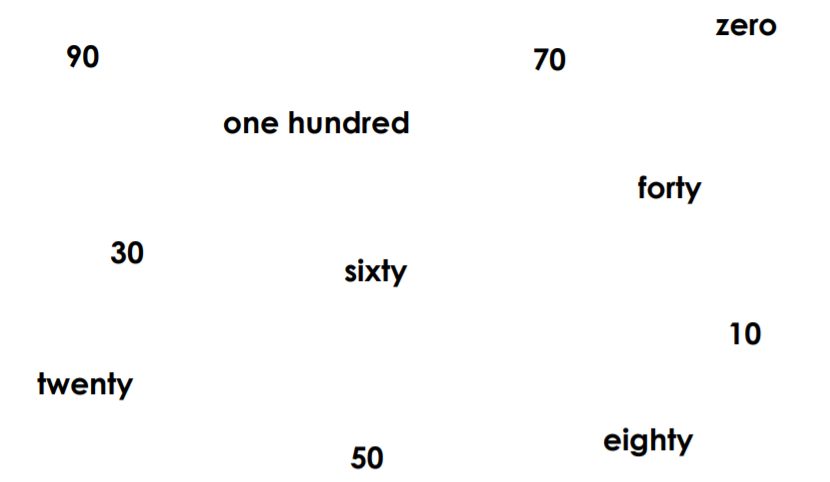 zero
90
70
one hundred
forty
30
sixty
10
twenty
eighty
50